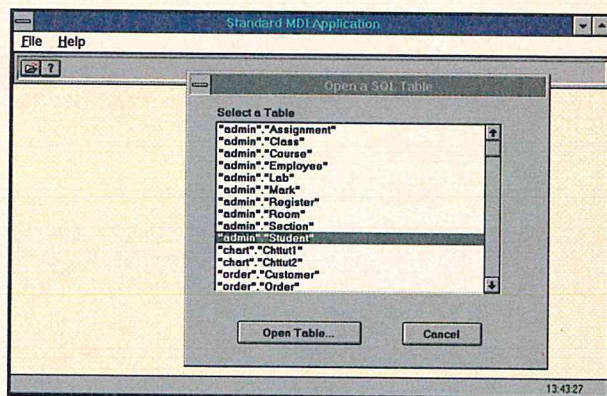 Standard MDI Application
File Help
?
Open a SQL Table
Select a Table
"admin"."Assignment"
"admin"."Class"
"admin"."Course"
"admin"."Employee"
"admin"."Lab"
"admin"."Mark"
"admin"."Register"
"admin"."Room"
"admin"."Section"
"admin"."Student"
"chart"."Chttut1"
"chart"."Chttut2"
"order"."Customer"
"order"."Order"
Open Table... Cancel
13:43:27